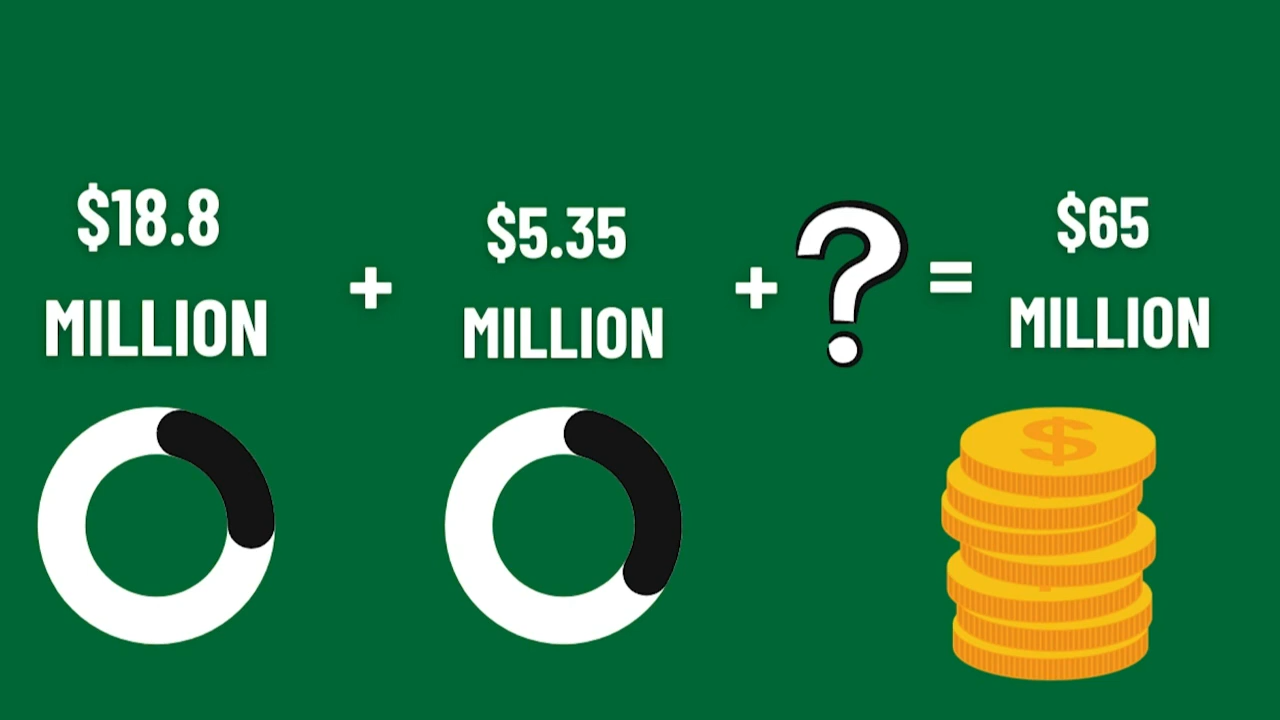 $18.8
MILLION
+
$5.35
MILLION
+
?
=
$65
MILLION
$